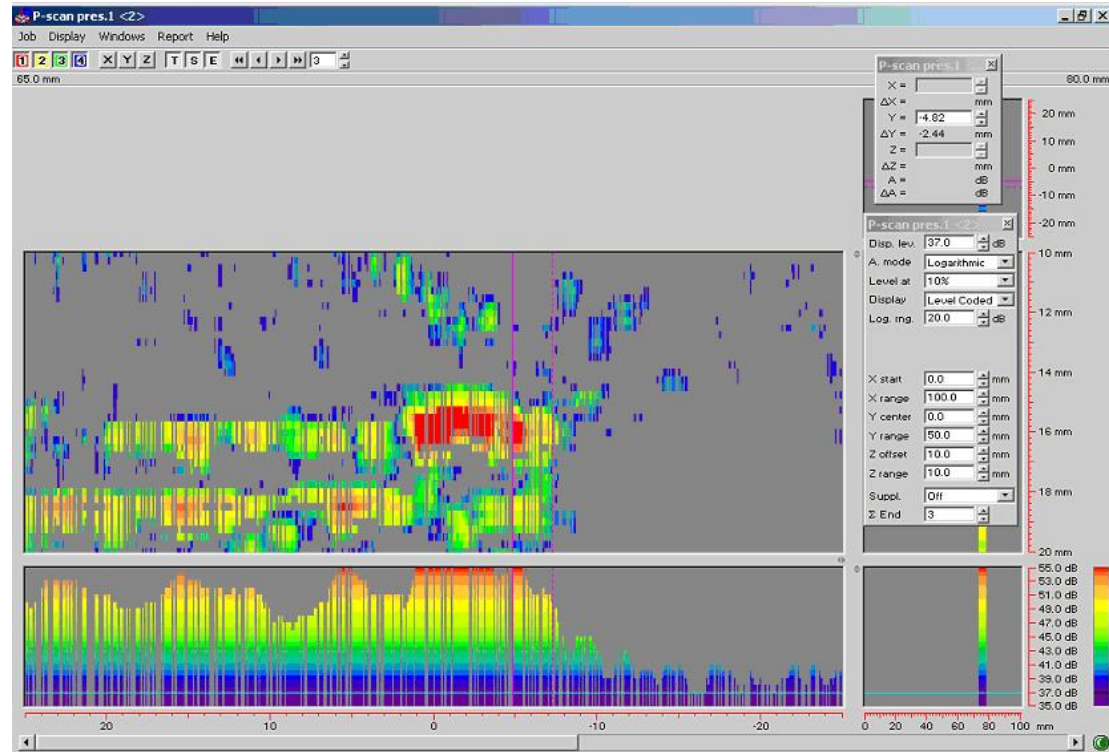 P-scan pres.1 <2>
Job Display Windows Report Help
1 2 3 4 X Y Z T S E 3
65.0 mm
80.0 mm
P-scan pres.1
X =
ΔX = mm
Y = -4.82
ΔY = -2.44 mm
Z =
ΔZ = mm
A = dB
ΔA = dB
20 mm
10 mm
0 mm
-10 mm
-20 mm
P-scan pres.1 <2>
Disp. lev. 37.0 dB
A. mode Logarithmic
Level at 10%
Display Level Coded
Log. rng. 20.0 dB
X start 0.0 mm
X range 100.0 mm
Y center 0.0 mm
Y range 50.0 mm
Z offset 10.0 mm
Z range 10.0 mm
Suppl. Off
Σ End 3
10 mm
12 mm
14 mm
16 mm
18 mm
20 mm
55.0 dB
53.0 dB
51.0 dB
49.0 dB
47.0 dB
45.0 dB
43.0 dB
41.0 dB
39.0 dB
37.0 dB
35.0 dB
20 10 0 -10 -20
0 20 40 60 80 100 mm